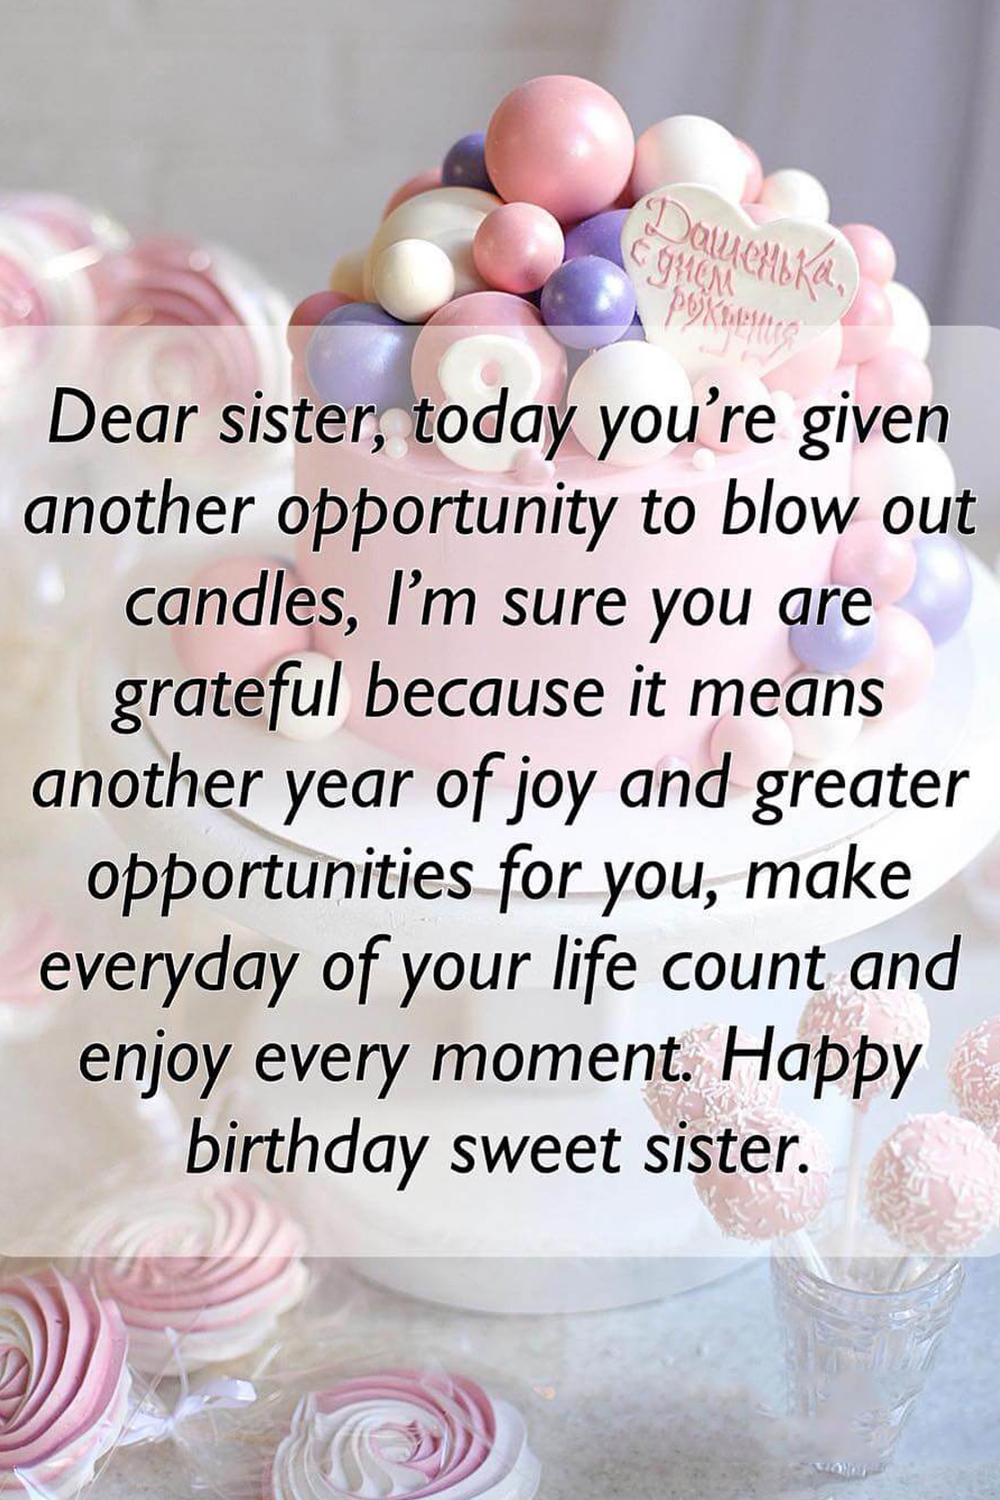 Дашенька,
с днем
рождения
9
Dear sister, today you’re given
another opportunity to blow out
candles, I’m sure you are
grateful because it means
another year of joy and greater
opportunities for you, make
everyday of your life count and
enjoy every moment. Happy
birthday sweet sister.